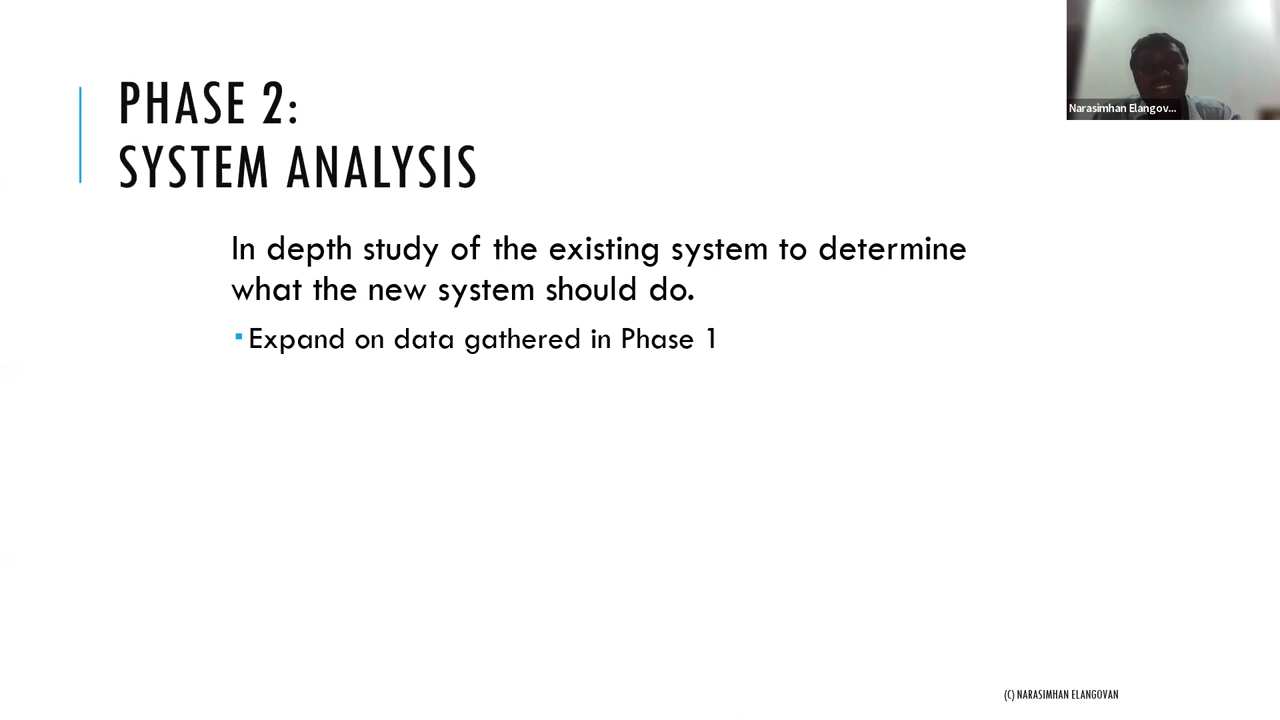 PHASE 2:
SYSTEM ANALYSIS
In depth study of the existing system to determine
what the new system should do.
Expand on data gathered in Phase 1
Narasimhan Elangov...
(C) NARASIMHAN ELANGOVAN